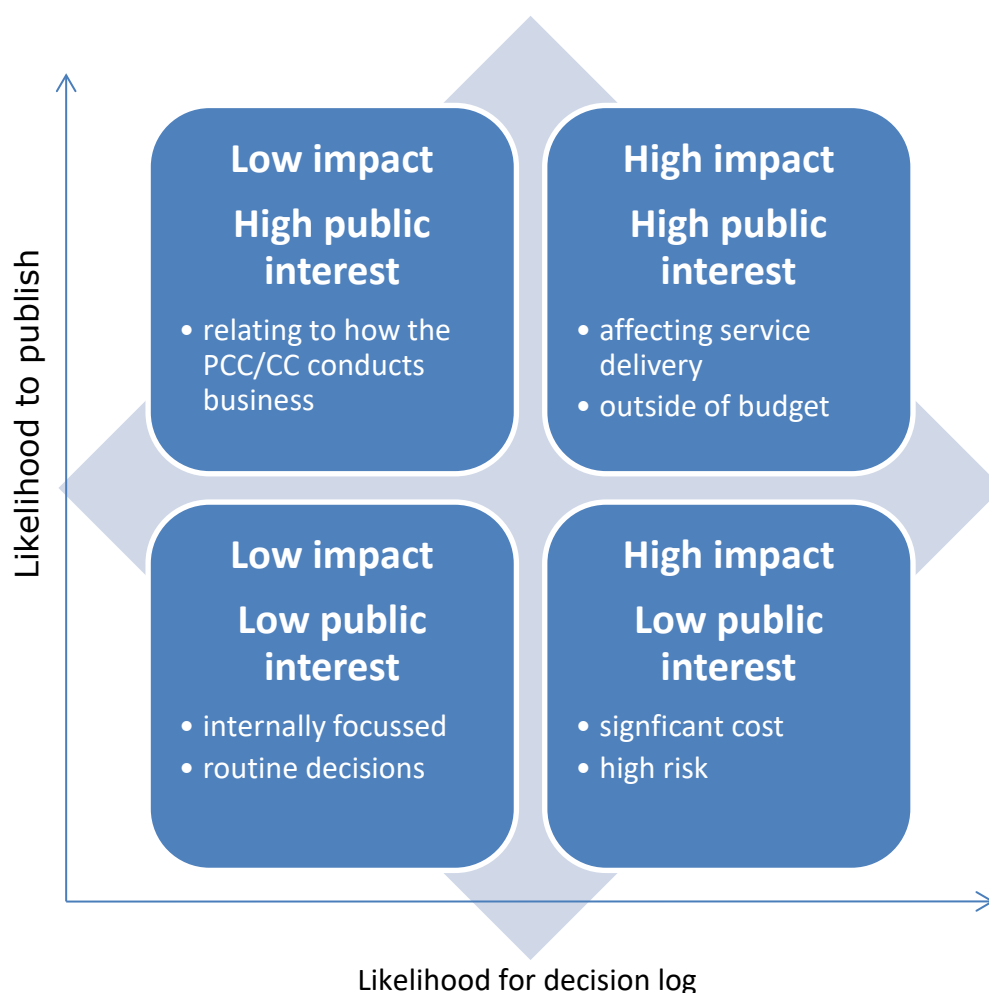 Likelihood to publish
Low impact
High public
interest
• relating to how the
PCC/CC conducts
business
High impact
High public
interest
• affecting service
delivery
• outside of budget
Low impact
Low public
interest
• internally focussed
• routine decisions
High impact
Low public
interest
• signficant cost
• high risk
Likelihood for decision log